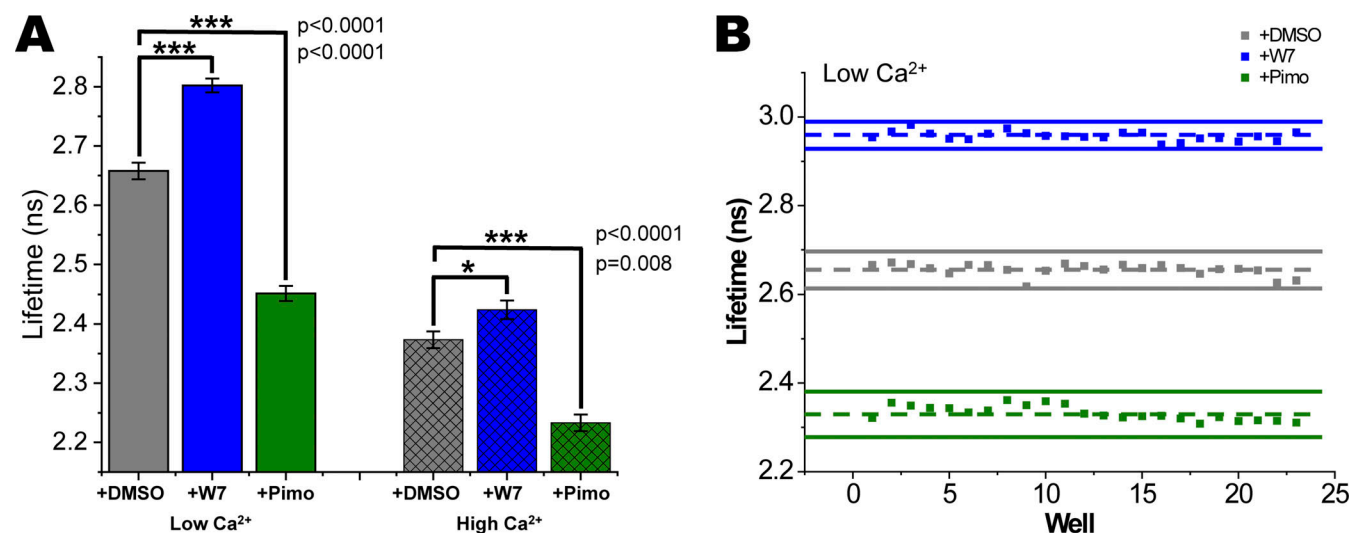 A
***
p<0.0001
***
p<0.0001
2.8
2.7
2.6
2.5
2.4
2.3
2.2
Lifetime (ns)
***
p<0.0001
*
p=0.008
+DMSO +W7 +Pimo +DMSO +W7 +Pimo
Low Ca²⁺ High Ca²⁺
B
+DMSO
+W7
+Pimo
Low Ca²⁺
3.0
2.8
2.6
2.4
2.2
Lifetime (ns)
0 5 10 15 20 25
Well